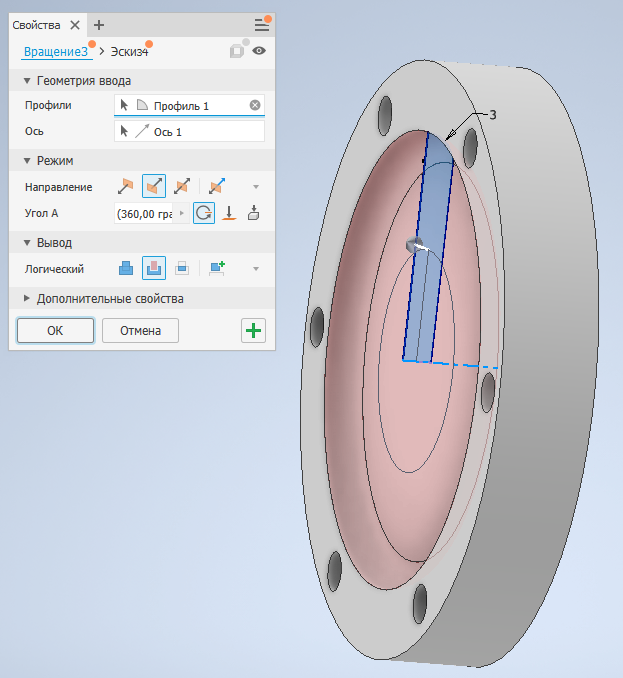 Свойства
Вращение3 > Эскиз4
Геометрия ввода
Профили Профиль 1
Ось Ось 1
Режим
Направление
Угол A (360,00 гра
Вывод
Логический
Дополнительные свойства
OK Отмена
3